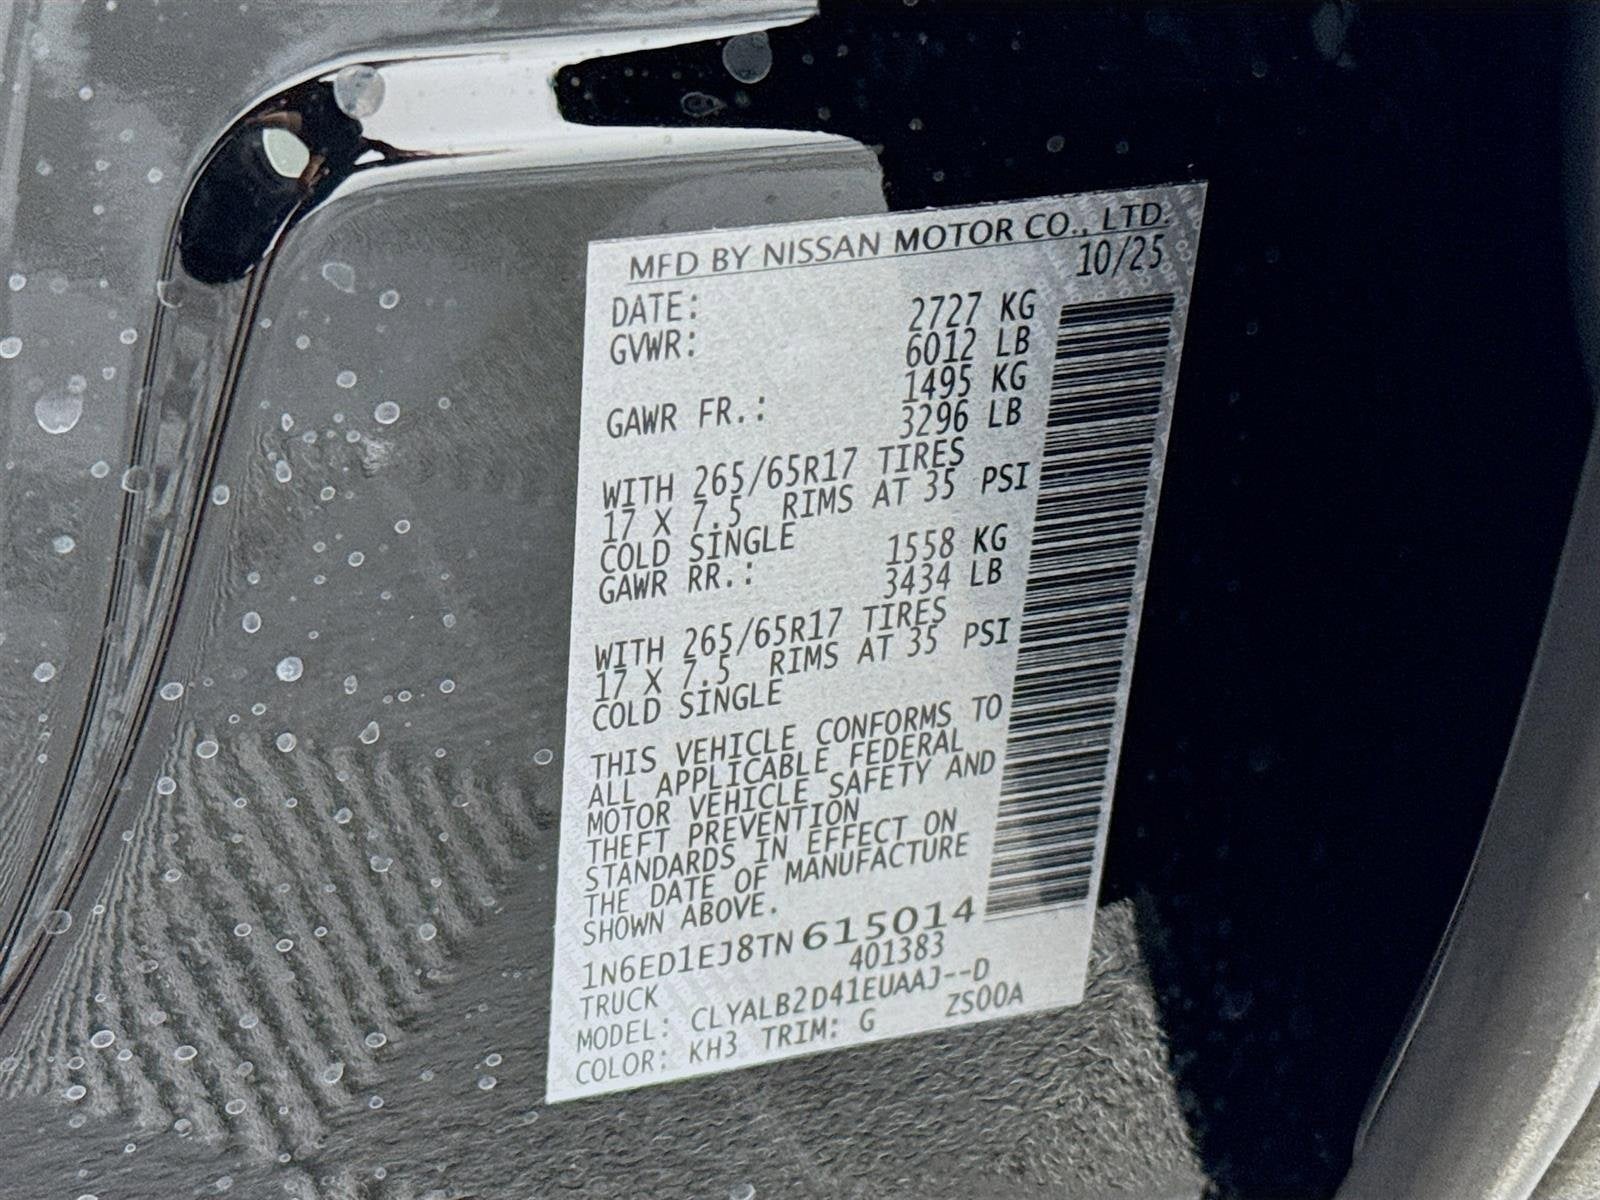 MFD BY NISSAN MOTOR CO., LTD.
DATE: 10/25
GVWR: 2727 KG
6012 LB
GAWR FR.: 1495 KG
3296 LB
WITH 265/65R17 TIRES
17 X 7.5 RIMS AT 35 PSI
COLD SINGLE
GAWR RR.: 1558 KG
3434 LB
WITH 265/65R17 TIRES
17 X 7.5 RIMS AT 35 PSI
COLD SINGLE
THIS VEHICLE CONFORMS TO
ALL APPLICABLE FEDERAL
MOTOR VEHICLE SAFETY AND
THEFT PREVENTION
STANDARDS IN EFFECT ON
THE DATE OF MANUFACTURE
SHOWN ABOVE.
1N6ED1EJ8TN615014
TRUCK 401383
MODEL: CLYALB2D41EUAAJ--D
COLOR: KH3 TRIM: G ZS00A